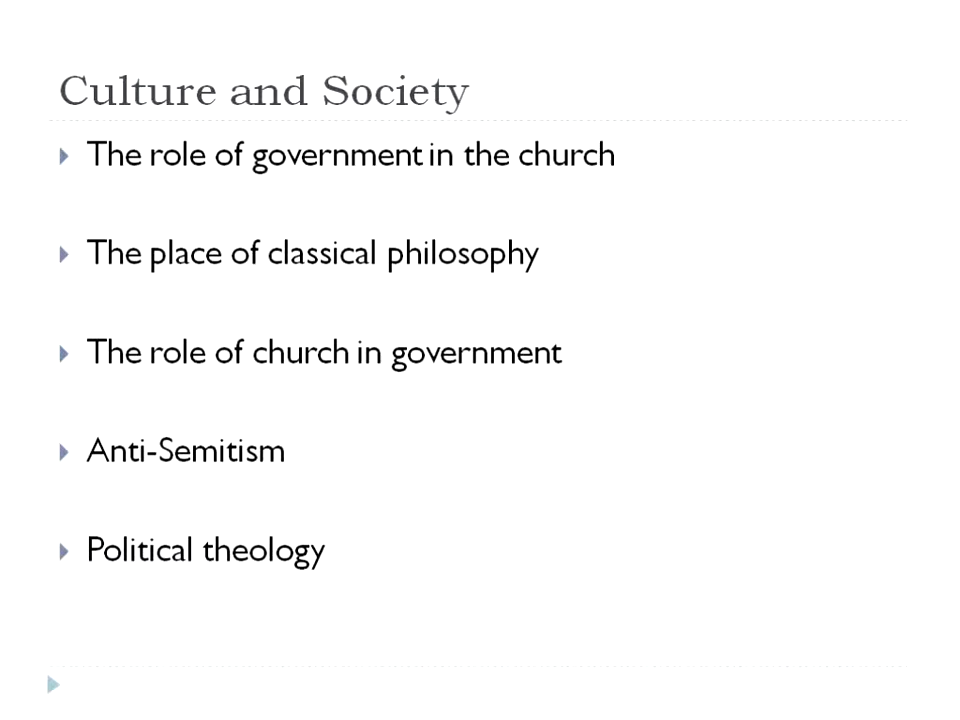 Culture and Society
The role of government in the church
The place of classical philosophy
The role of church in government
Anti-Semitism
Political theology